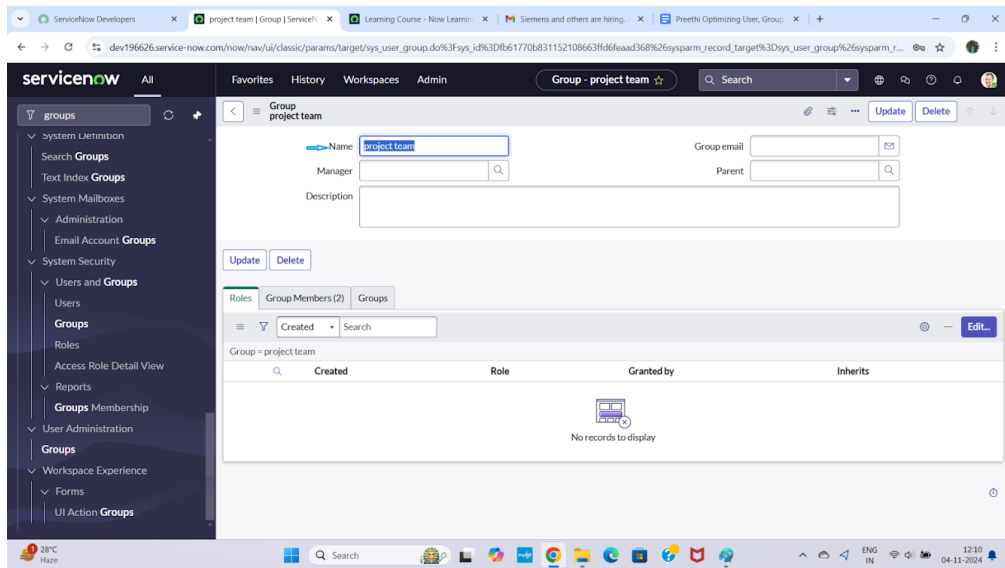 ServiceNow Developers
project team | Group | ServiceN
Learning Course - Now Learnin
Siemens and others are hiring.
Preethi Optimizing User, Group
dev196626.service-now.com/now/nav/ui/classic/params/target/sys_user_group.do%3Fsys_id%3Dfb61770b831152108663ffd6feaad368%26sysparm_record_target%3Dsys_user_group%26sysparm_r...
servicenow
All
Favorites History Workspaces Admin
Group - project team
Search
groups
System Definition
Search Groups
Text Index Groups
System Mailboxes
Administration
Email Account Groups
System Security
Users and Groups
Users
Groups
Roles
Access Role Detail View
Reports
Groups Membership
User Administration
Groups
Workspace Experience
Forms
UI Action Groups
Group
project team
Update Delete
Name project team
Group email
Manager
Parent
Description
Update Delete
Roles Group Members (2) Groups
Created Search
Edit...
Group = project team
Created Role Granted by Inherits
No records to display
28°C
Haze
Search
ENG
IN
12:10
04-11-2024